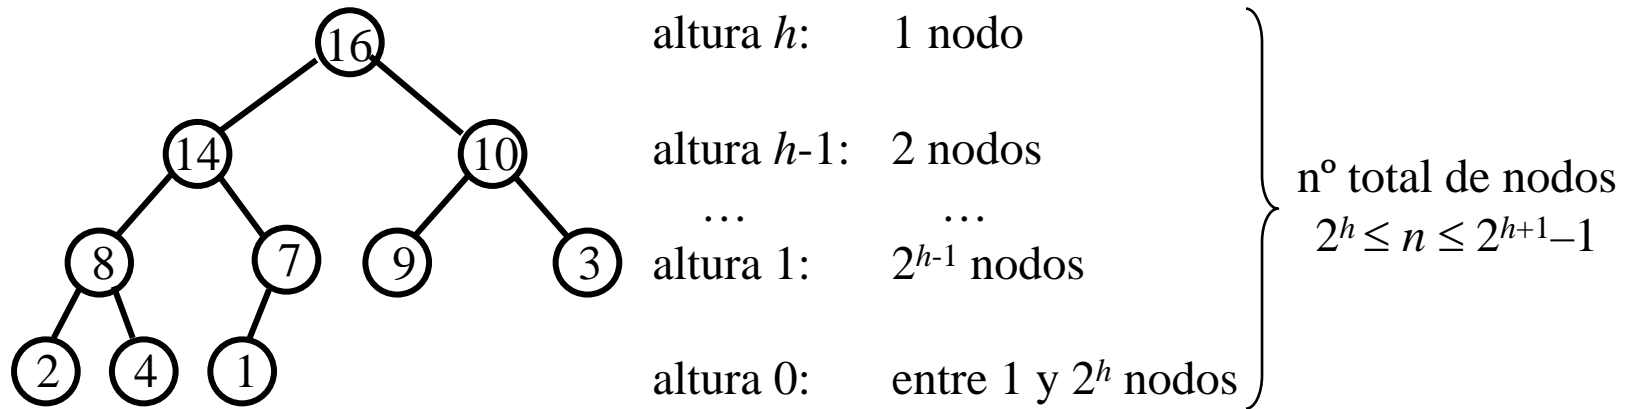 16 altura h: 1 nodo
14 10 altura h-1: 2 nodos
… …
nº total de nodos
2^h ≤ n ≤ 2^{h+1}–1
8 7 9 3 altura 1: 2^{h-1} nodos
2 4 1 altura 0: entre 1 y 2^h nodos